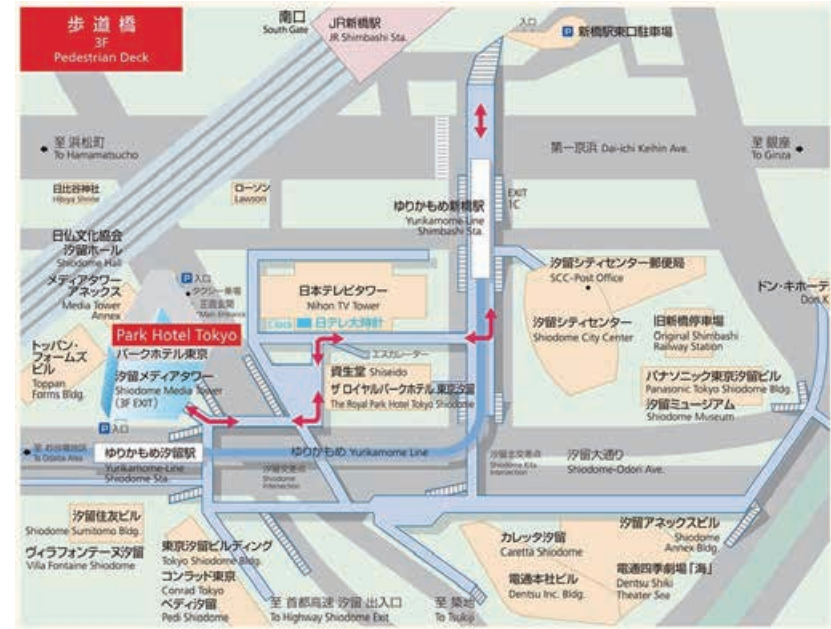 歩道橋
3F
Pedestrian Deck
南口
South Gate
JR新橋駅
JR Shimbashi Sta.
入口
P 新橋駅東口駐車場
至 浜松町
To Hamamatsucho
第一京浜 Dai-ichi Keihin Ave.
至 銀座
To Ginza
日比谷神社
Hibiya Shrine
ローソン
Lawson
EXIT
1C
ゆりかもめ新橋駅
Yurikamome Line
Shimbashi Sta.
日仏文化協会
汐留ホール
Shiodome Hall
メディアタワー
アネックス
Media Tower
Annex
P 入口
タクシー乗場
正面玄関
*Main Entrance
日本テレビタワー
Nihon TV Tower
Clock 日テレ大時計
汐留シティセンター郵便局
SCC-Post Office
ドン・キホーテ
Don K
汐留シティセンター
Shiodome City Center
旧新橋停車場
Original Shimbashi
Railway Station
Park Hotel Tokyo
パークホテル東京
トッパン・
フォームズ
ビル
Toppan
Forms Bldg.
汐留メディアタワー
Shiodome Media Tower
(3F EXIT)
エスカレーター
資生堂 Shiseido
ザ ロイヤルパークホテル 東京汐留
The Royal Park Hotel Tokyo Shiodome
パナソニック東京汐留ビル
Panasonic Tokyo Shiodome Bldg.
汐留ミュージアム
Shiodome Museum
P 入口
至 お台場地区
To Odaiba Area
ゆりかもめ汐留駅
Yurikamome Line
Shiodome Sta.
ゆりかもめ Yurikamome Line
汐留交差点
Shiodome
Intersection
汐留北交差点
Shiodome Kita
Intersection
汐留大通り
Shiodome-Odori Ave.
汐留住友ビル
Shiodome Sumitomo Bldg.
ヴィラフォンテーヌ汐留
Villa Fontaine Shiodome
東京汐留ビルディング
Tokyo Shiodome Bldg.
コンラッド東京
Conrad Tokyo
ペディ汐留
Pedi Shiodome
至 首都高速 汐留 出入口
To Highway Shiodome Exit
至 築地
To Tsukiji
カレッタ汐留
Caretta Shiodome
電通本社ビル
Dentsu Inc. Bldg.
汐留アネックスビル
Shiodome
Annex Bldg.
電通四季劇場「海」
Dentsu Shiki
Theater Sea